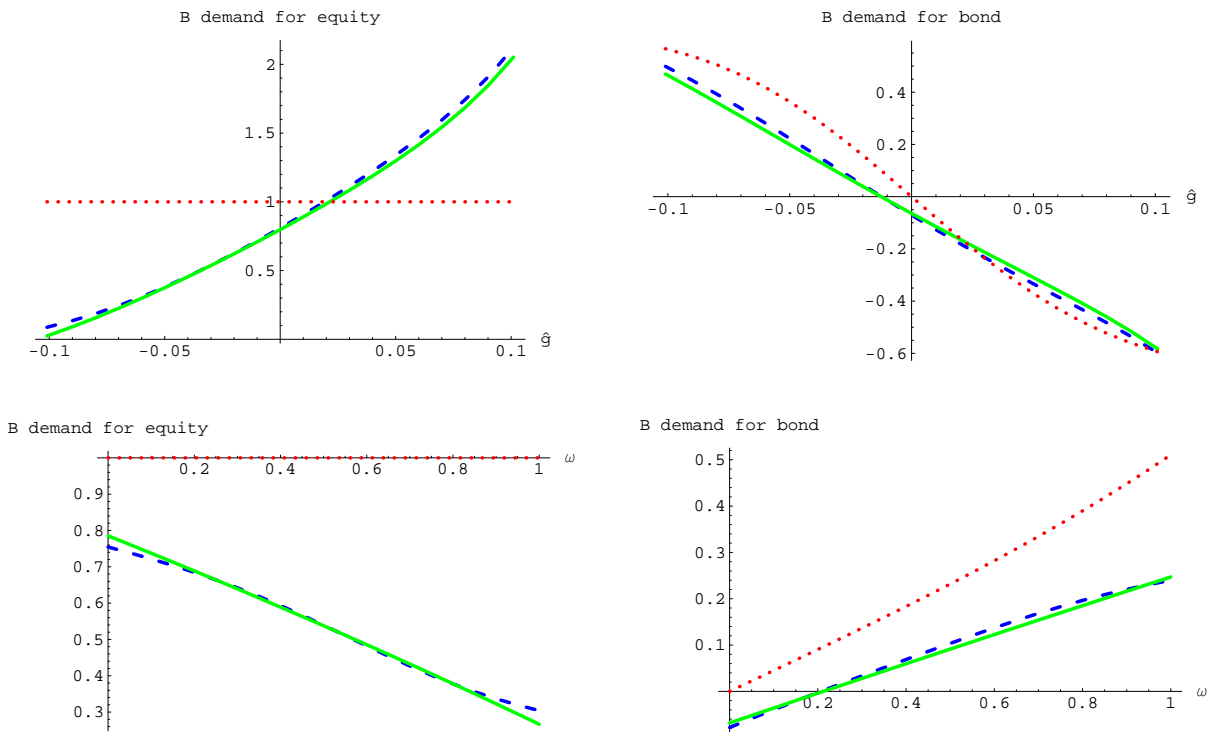 B demand for equity
2
1.5
1
0.5
-0.1 -0.05 0.05 0.1 ĝ
B demand for bond
0.4
0.2
-0.1 -0.05 0.05 0.1 ĝ
-0.2
-0.4
-0.6
B demand for equity
0.2 0.4 0.6 0.8 1 ω
0.9
0.8
0.7
0.6
0.5
0.4
0.3
B demand for bond
0.5
0.4
0.3
0.2
0.1
0.2 0.4 0.6 0.8 1 ω